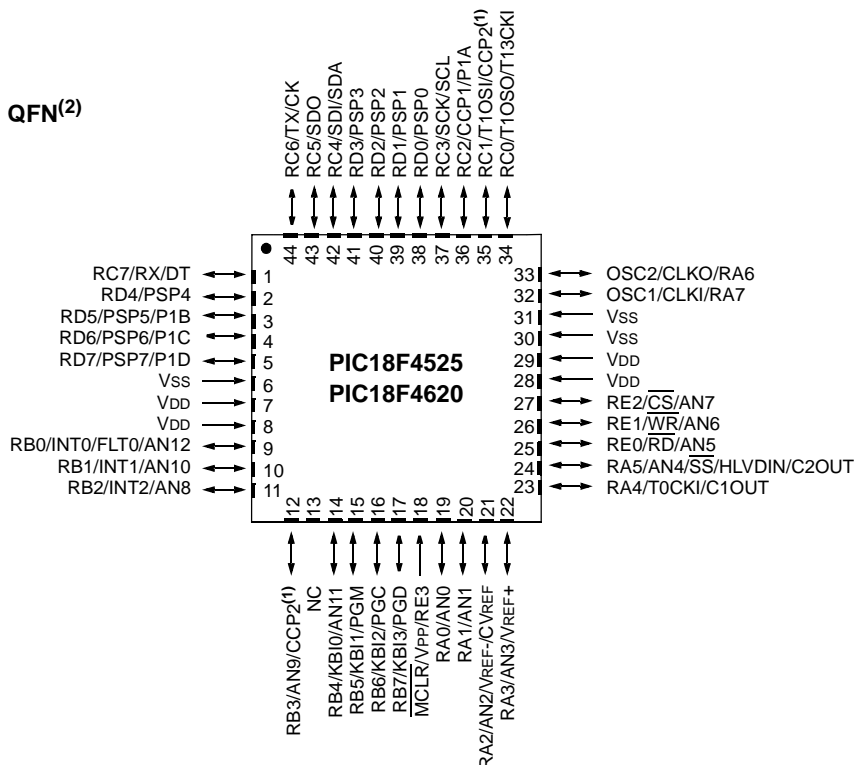 QFN(2)
RC6/TX/CK
RC5/SDO
RC4/SDI/SDA
RD3/PSP3
RD2/PSP2
RD1/PSP1
RD0/PSP0
RC3/SCK/SCL
RC2/CCP1/P1A
RC1/T1OSI/CCP2(1)
RC0/T1OSO/T13CKI
44
43
42
41
40
39
38
37
36
35
34
RC7/RX/DT 1
RD4/PSP4 2
RD5/PSP5/P1B 3
RD6/PSP6/P1C 4
RD7/PSP7/P1D 5
VSS 6
VDD 7
VDD 8
RB0/INT0/FLT0/AN12 9
RB1/INT1/AN10 10
RB2/INT2/AN8 11
PIC18F4525
PIC18F4620
33 OSC2/CLKO/RA6
32 OSC1/CLKI/RA7
31 VSS
30 VSS
29 VDD
28 VDD
27 RE2/CS/AN7
26 RE1/WR/AN6
25 RE0/RD/AN5
24 RA5/AN4/SS/HLVDIN/C2OUT
23 RA4/T0CKI/C1OUT
12
13
14
15
16
17
18
19
20
21
22
RB3/AN9/CCP2(1)
NC
RB4/KBI0/AN11
RB5/KBI1/PGM
RB6/KBI2/PGC
RB7/KBI3/PGD
MCLR/VPP/RE3
RA0/AN0
RA1/AN1
RA2/AN2/VREF-/CVREF
RA3/AN3/VREF+